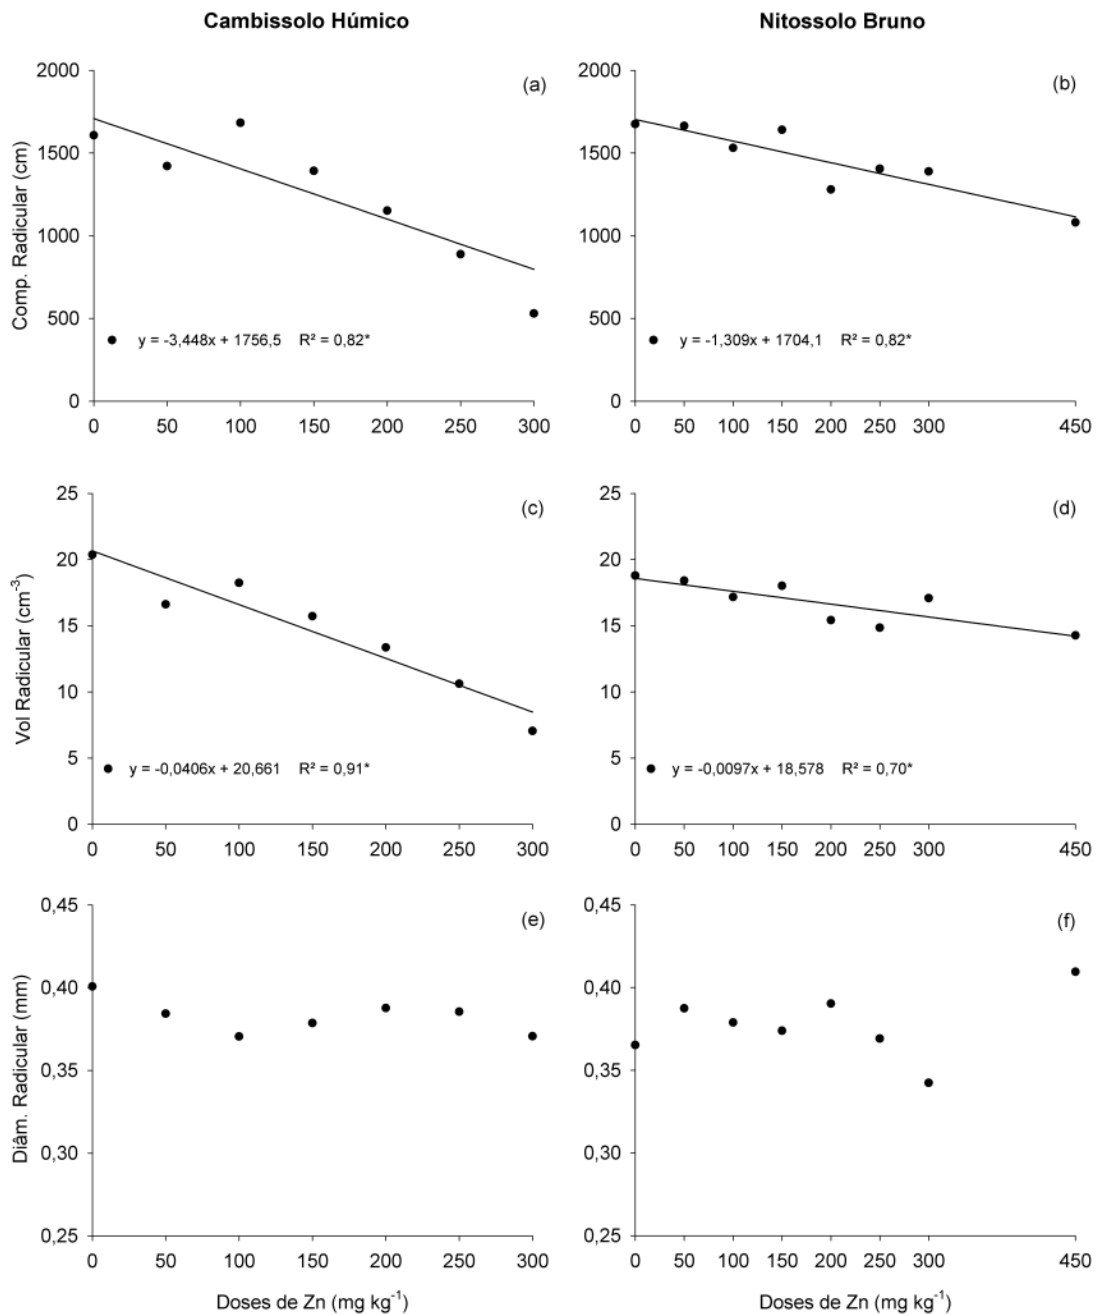 Cambissolo Húmico
Nitossolo Bruno
(a)
2000
1500
1000
500
0
Comp. Radicular (cm)
y = -3,448x + 1756,5 R² = 0,82*
0 50 100 150 200 250 300
(b)
2000
1500
1000
500
0
y = -1,309x + 1704,1 R² = 0,82*
0 50 100 150 200 250 300 450
(c)
25
20
15
10
5
0
Vol Radicular (cm⁻³)
y = -0,0406x + 20,661 R² = 0,91*
0 50 100 150 200 250 300
(d)
25
20
15
10
5
0
y = -0,0097x + 18,578 R² = 0,70*
0 50 100 150 200 250 300 450
(e)
0,45
0,40
0,35
0,30
0,25
Diâm. Radicular (mm)
0 50 100 150 200 250 300
Doses de Zn (mg kg⁻¹)
(f)
0,45
0,40
0,35
0,30
0,25
0 50 100 150 200 250 300 450
Doses de Zn (mg kg⁻¹)